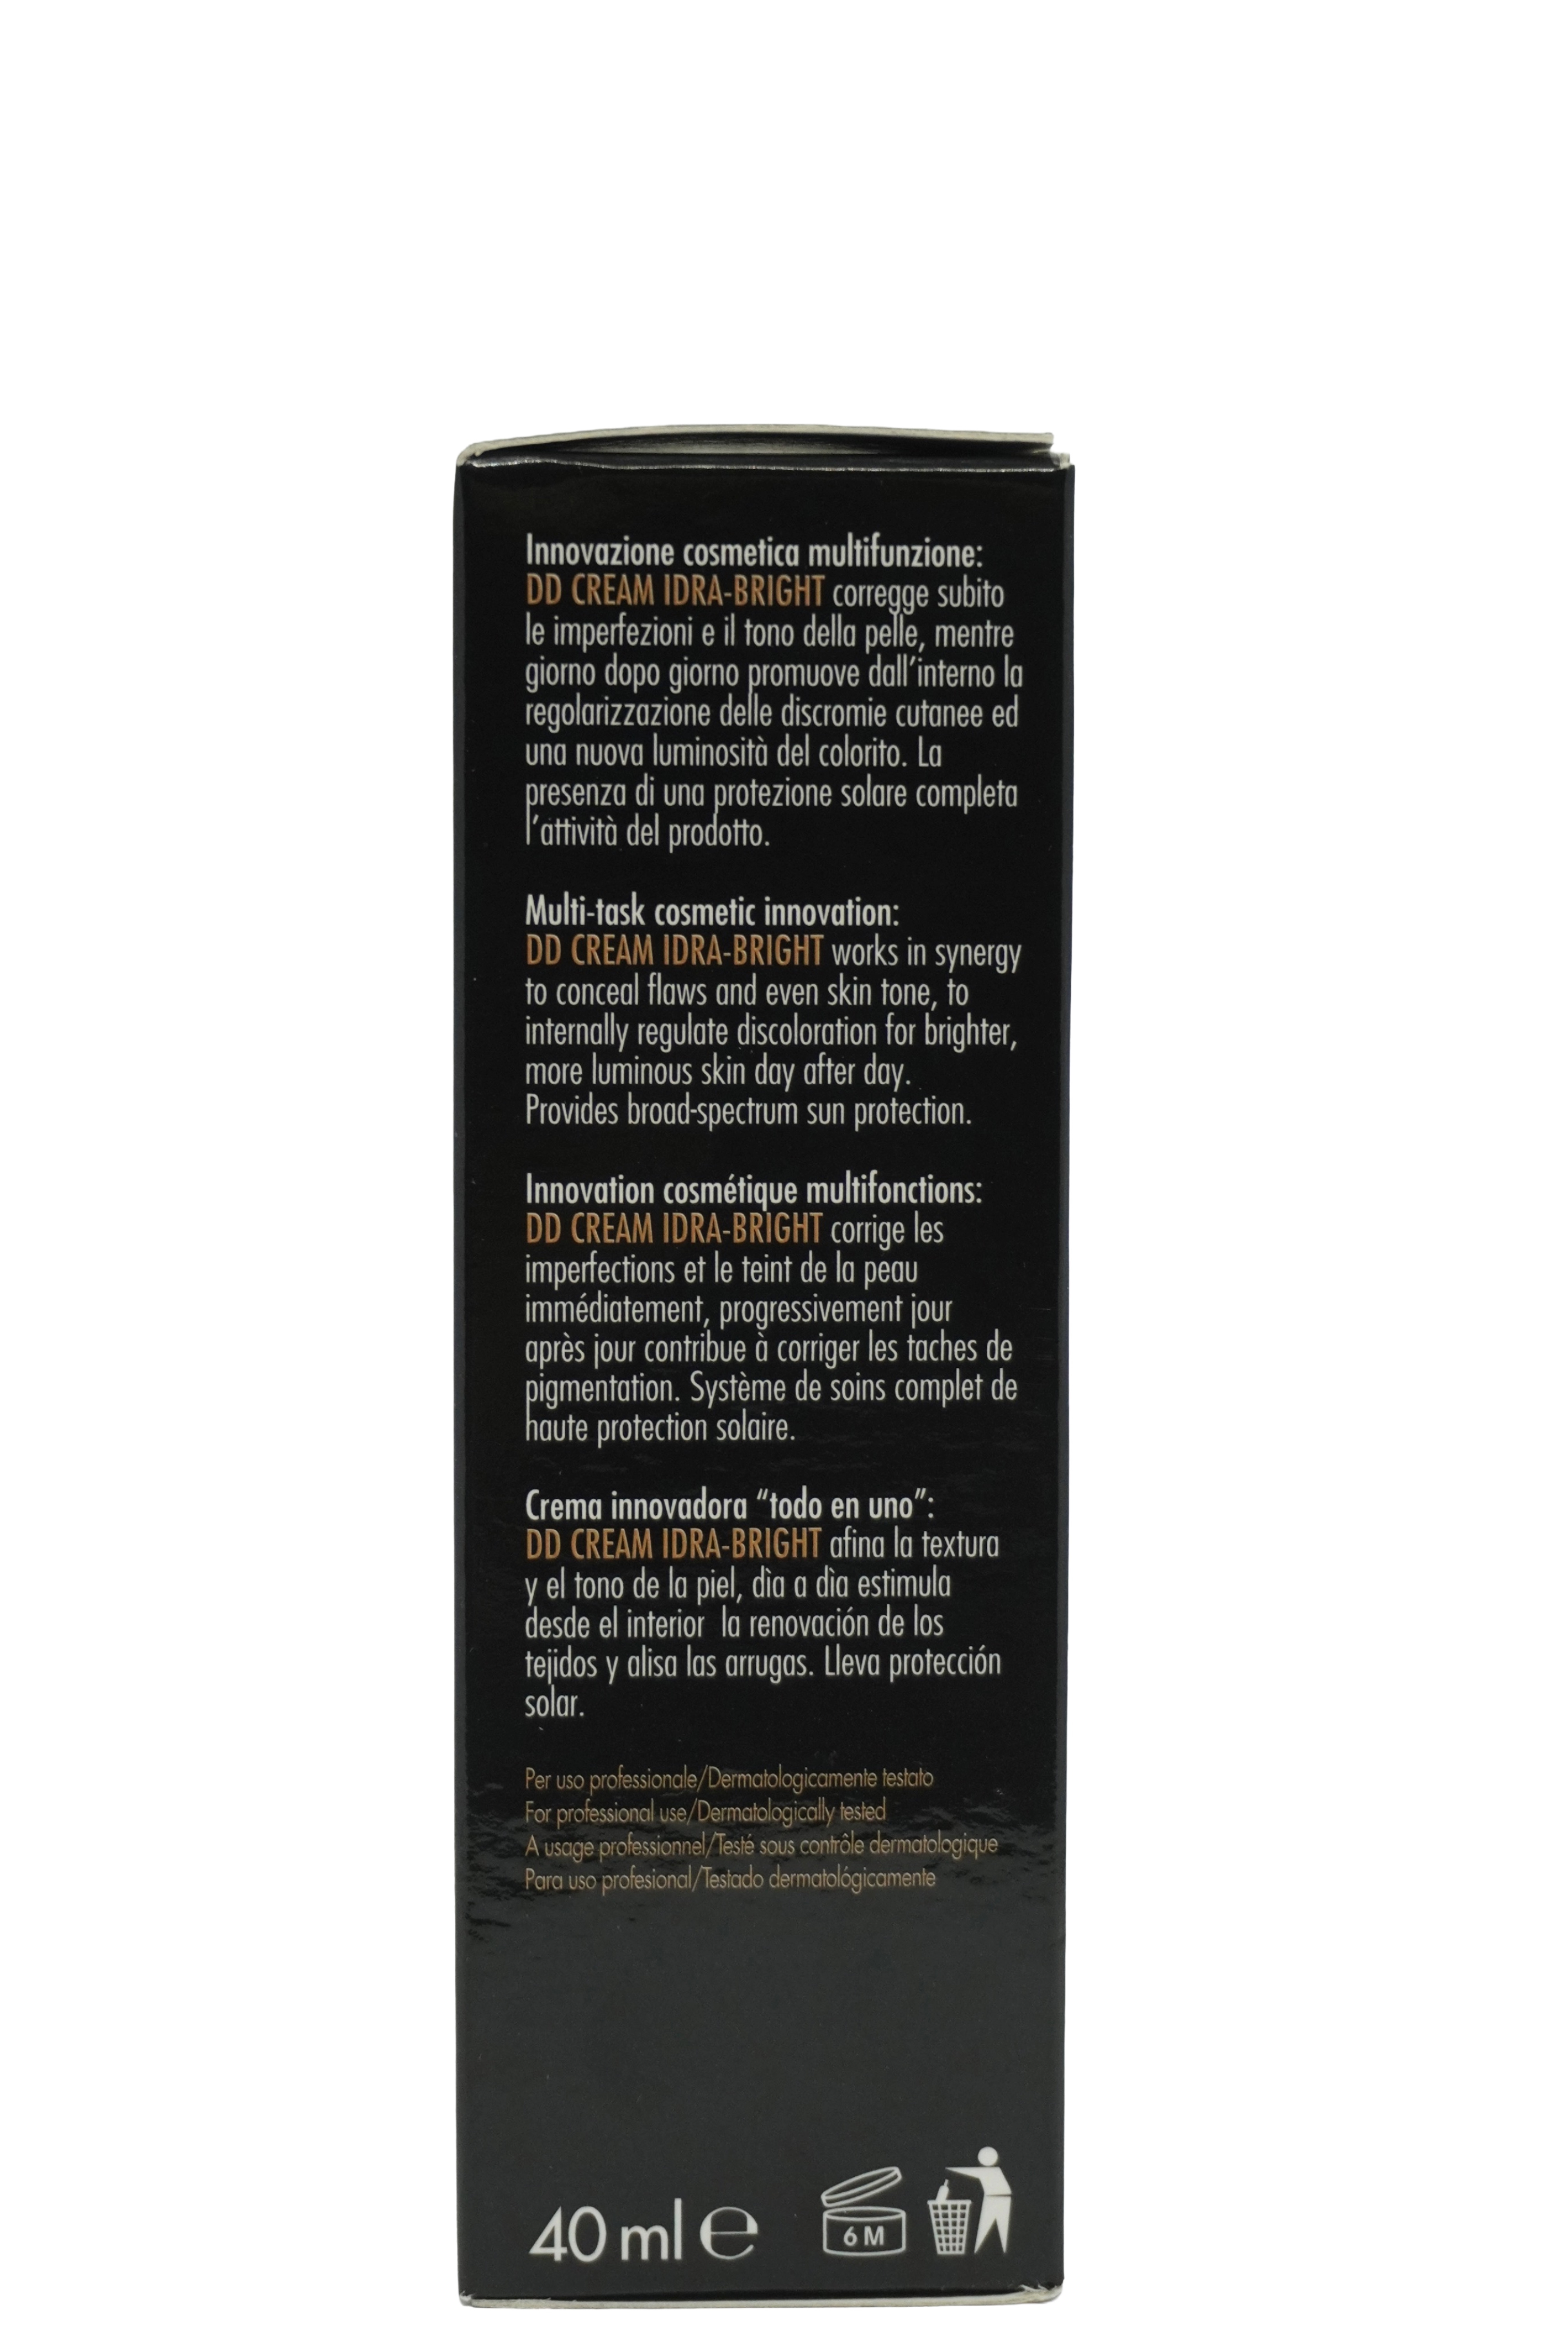 Innovazione cosmetica multifunzione:
DD CREAM IDRA-BRIGHT corregge subito
le imperfezioni e il tono della pelle, mentre
giorno dopo giorno promuove dall'interno la
regolarizzazione delle discromie cutanee ed
una nuova luminosità del colorito. La
presenza di una protezione solare completa
l'attività del prodotto.
Multi-task cosmetic innovation:
DD CREAM IDRA-BRIGHT works in synergy
to conceal flaws and even skin tone, to
internally regulate discoloration for brighter,
more luminous skin day after day.
Provides broad-spectrum sun protection.
Innovation cosmétique multifonctions:
DD CREAM IDRA-BRIGHT corrige les
imperfections et le teint de la peau
immédiatement, progressivement jour
après jour contribue à corriger les taches de
pigmentation. Système de soins complet de
haute protection solaire.
Crema innovadora “todo en uno”:
DD CREAM IDRA-BRIGHT afina la textura
y el tono de la piel, dìa a dìa estimula
desde el interior la renovación de los
tejidos y alisa las arrugas. Lleva protección
solar.
Per uso professionale/Dermatologicamente testato
For professional use/Dermatologically tested
A usage professionnel/Testé sous contrôle dermatologique
Para uso profesional/Testado dermatológicamente
40 ml e 6 M